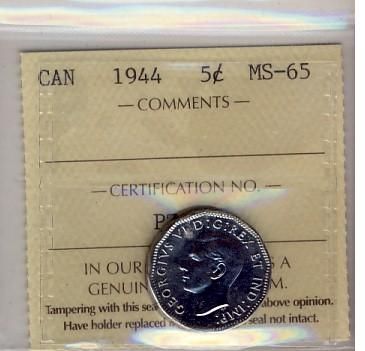 CAN 1944 5¢ MS-65
— COMMENTS —
— CERTIFICATION NO. —
IN OUR A
GENUIN M.
Tampering with this sea above opinion.
Have holder replaced seal not intact.
GEORGIVS VI D:G:REX ET IND:IMP: